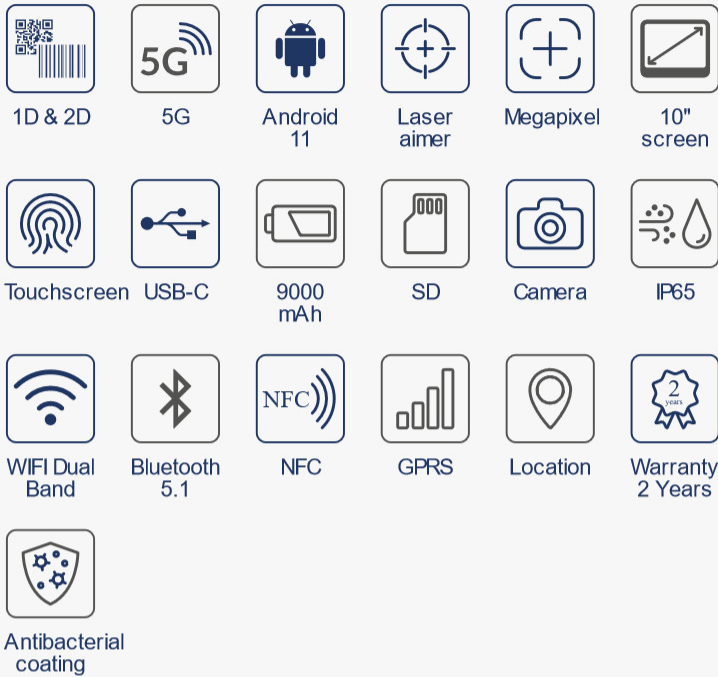 5G
1D & 2D
5G
Android
11
Laser
aimer
Megapixel
10"
screen
Touchscreen
USB-C
9000
mAh
SD
Camera
IP65
NFC
2
years
WIFI Dual
Band
Bluetooth
5.1
NFC
GPRS
Location
Warranty
2 Years
Antibacterial
coating